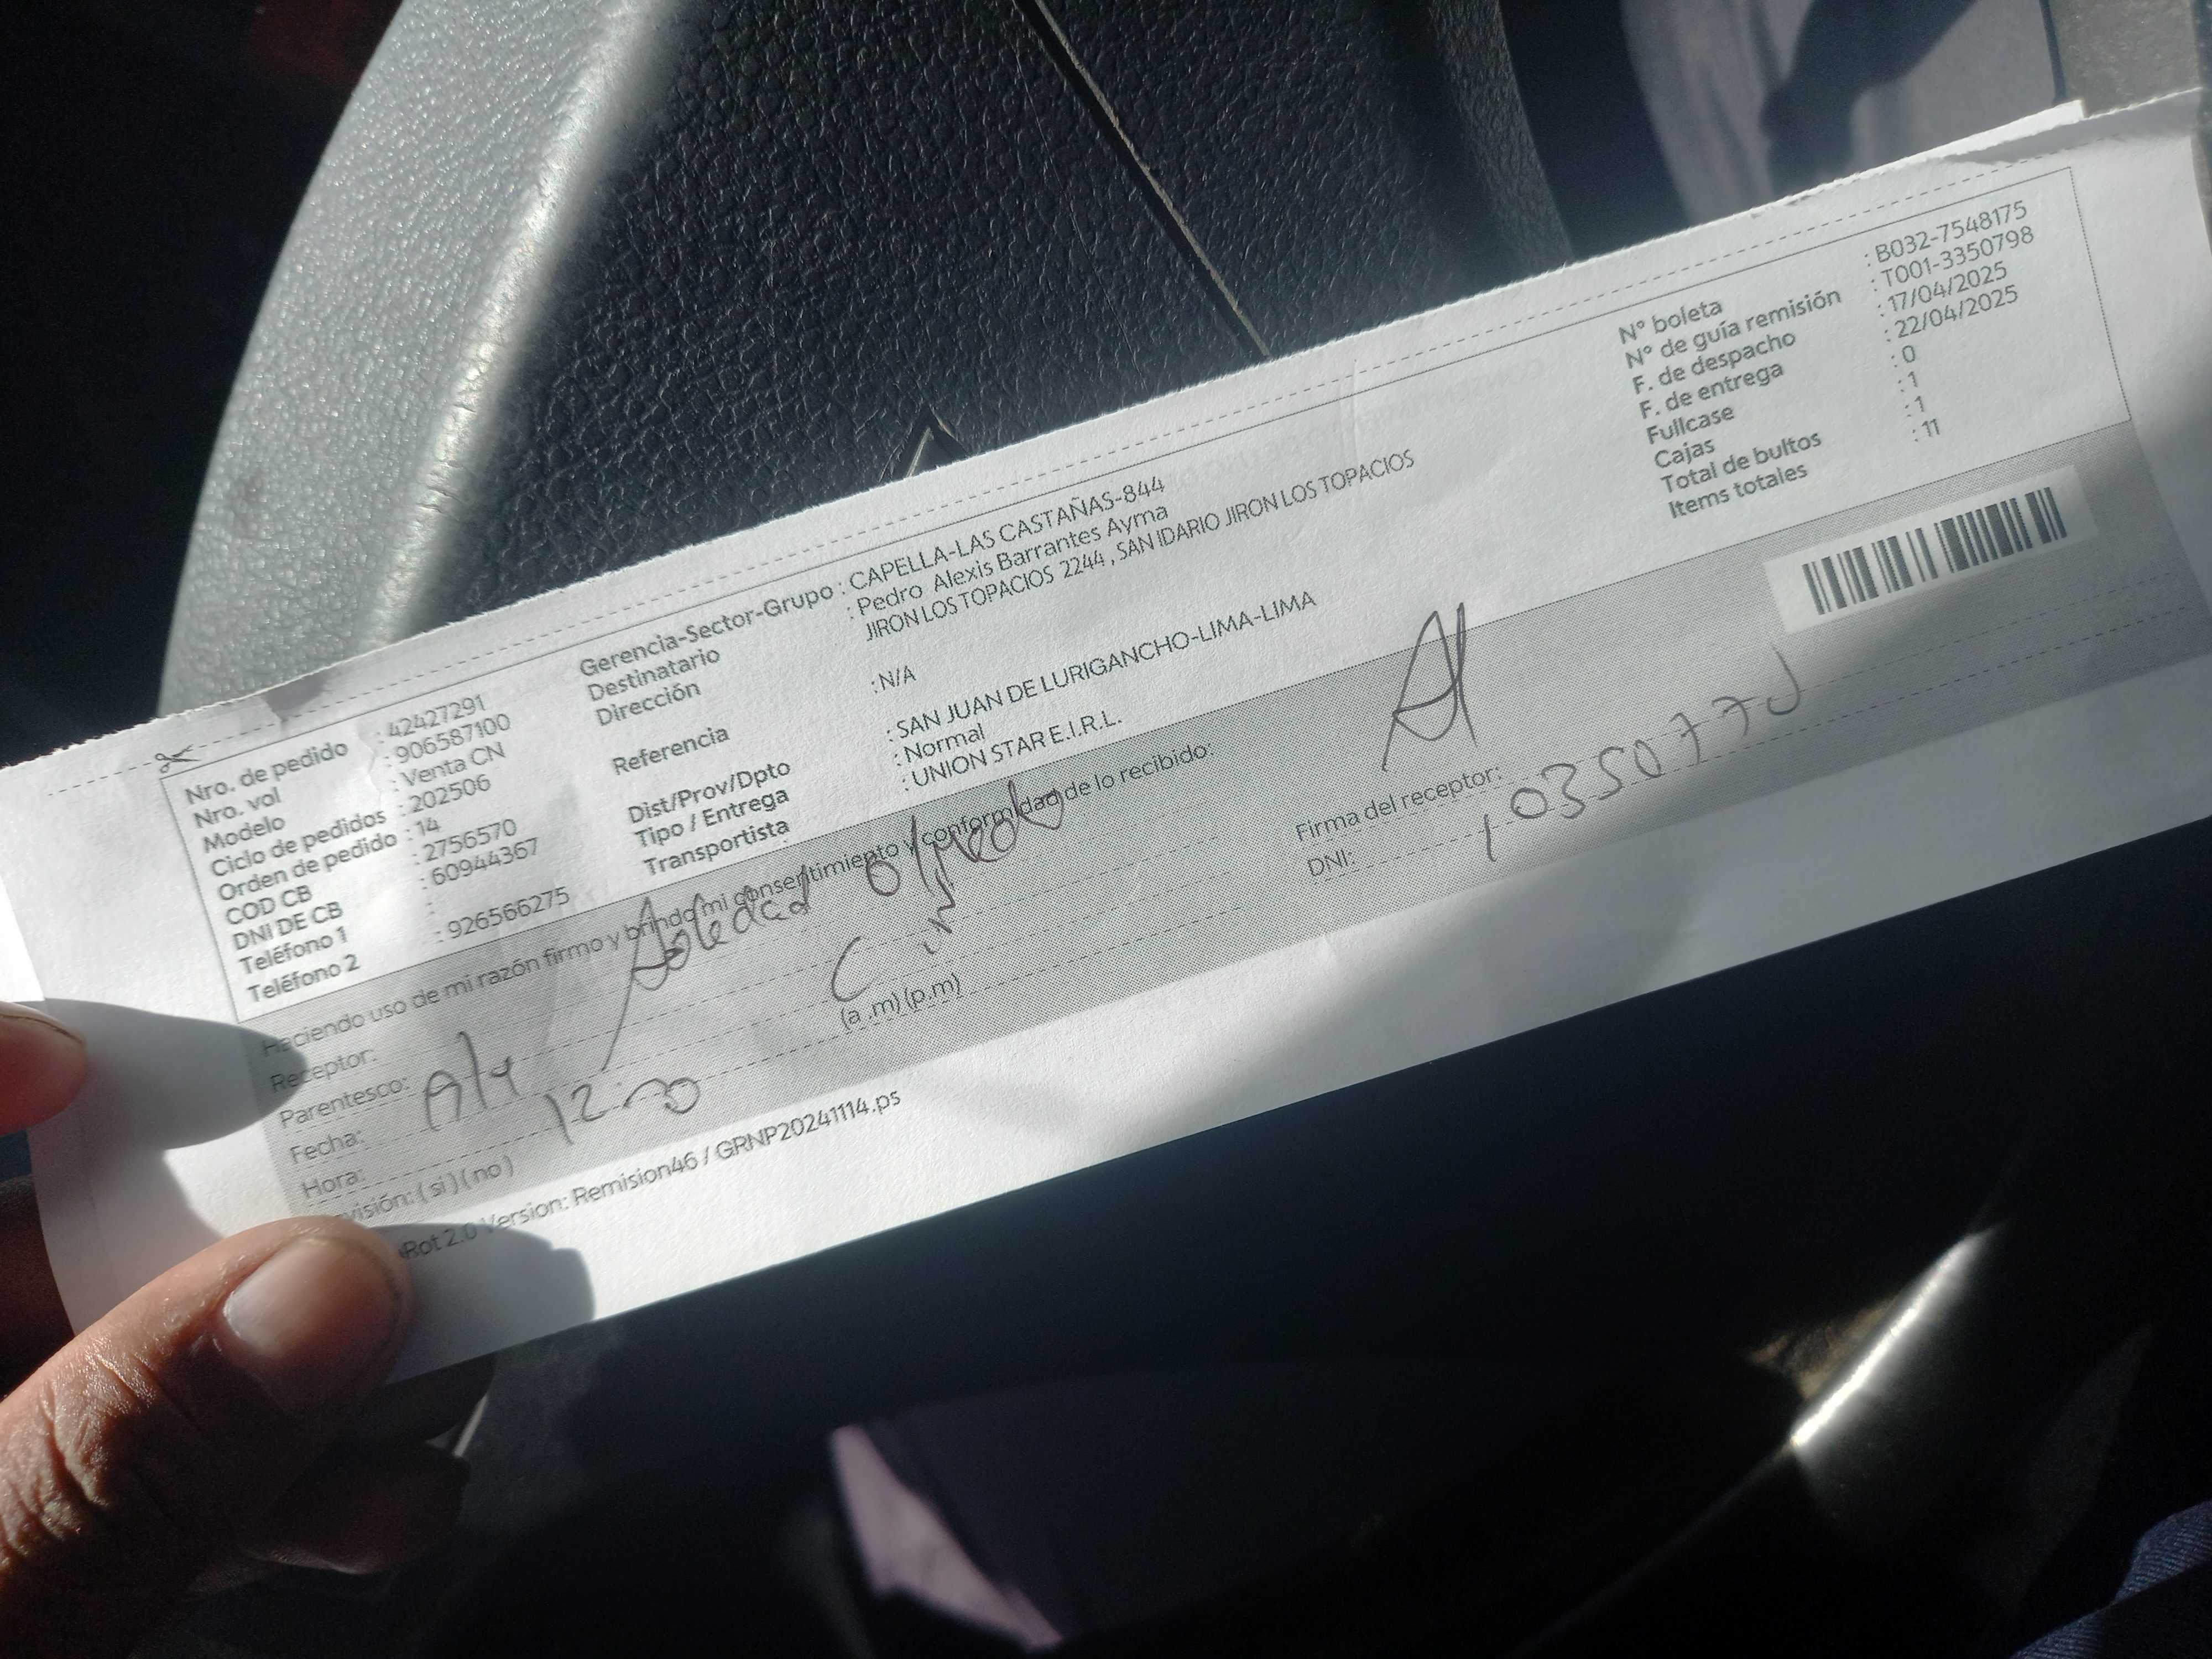 Nro. de pedido : 42427291
Nro. vol : 906587100
Modelo : Venta CN
Ciclo de pedidos : 202506
Orden de pedido : 14
COD CB : 2756570
DNI DE CB : 60944367
Teléfono 1 :
Teléfono 2 : 926566275
Gerencia-Sector-Grupo : CAPELLA-LAS CASTAÑAS-844
Destinatario : Pedro Alexis Barrantes Ayma
Dirección JIRON LOS TOPACIOS 2244 , SAN IDARIO JIRON LOS TOPACIOS
Referencia : N/A
Dist/Prov/Dpto : SAN JUAN DE LURIGANCHO-LIMA-LIMA
Tipo / Entrega : Normal
Transportista : UNION STAR E.I.R.L.
N° boleta : B032-7548175
N° de guía remisión : T001-3350798
F. de despacho : 17/04/2025
F. de entrega : 22/04/2025
Fullcase : 0
Cajas : 1
Total de bultos : 1
Items totales : 11
Haciendo uso de mi razón firmo y brindo mi consentimiento y conformidad de lo recibido:
Receptor: Soledad
Parentesco:
Fecha:
Hora: 12:20 (a .m) (p.m)
visión: ( si ) ( no )
Firma del receptor:
DNI:
Rot 2.0 Version: Remision46 / GRNP20241114.ps